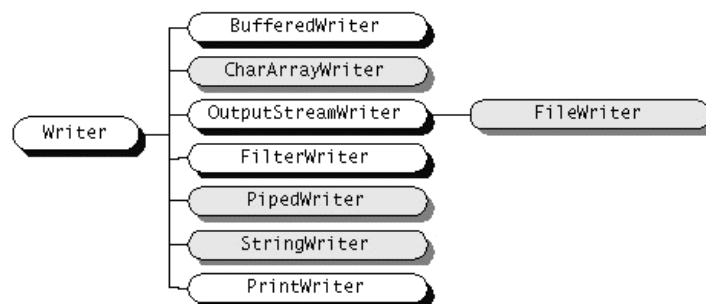 BufferedWriter
CharArrayWriter
OutputStreamWriter
FileWriter
Writer
FilterWriter
PipedWriter
StringWriter
PrintWriter